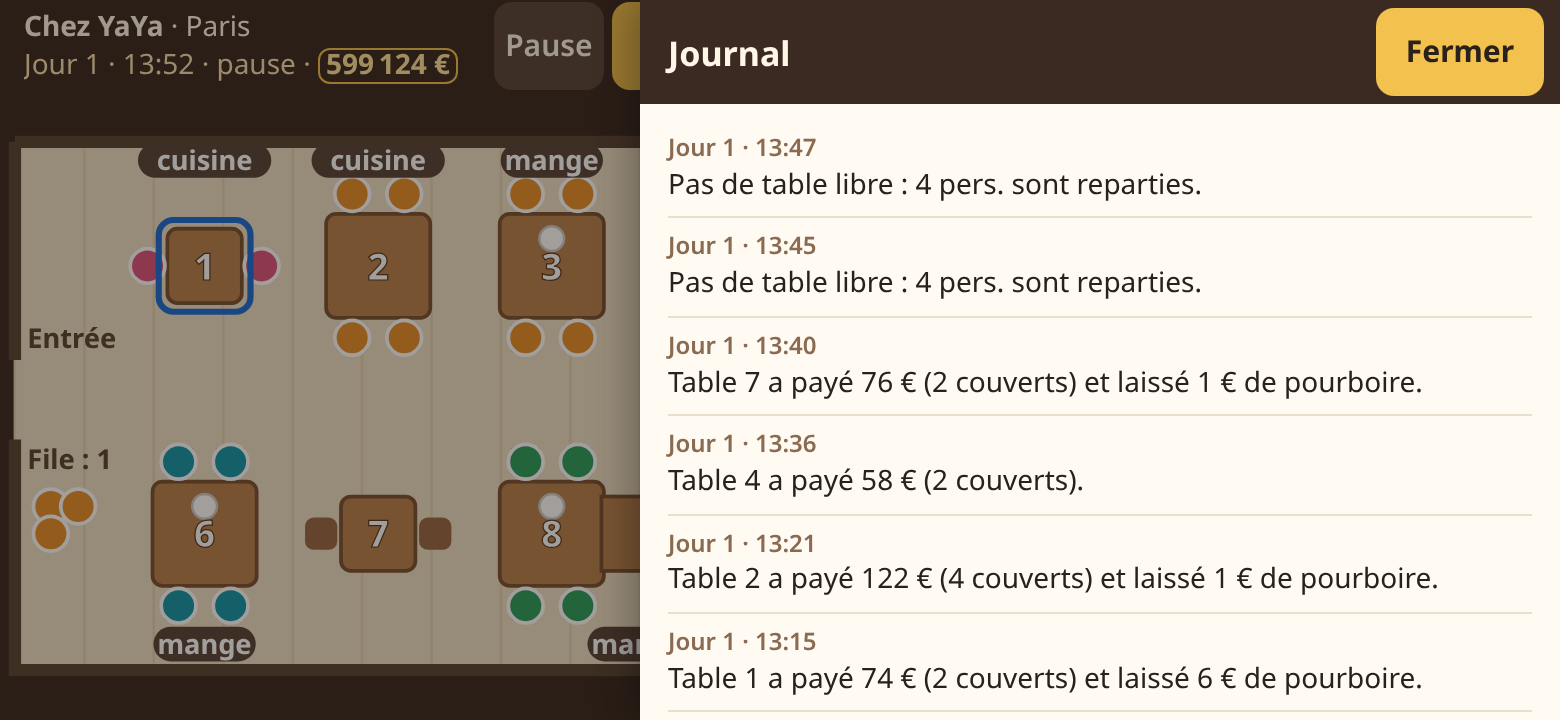 Chez YaYa · Paris
Jour 1 · 13:52 · pause · 599 124 €
Pause
cuisine
cuisine
mange
1
2
3
Entrée
File : 1
6
7
8
mange
Journal
Fermer
Jour 1 · 13:47
Pas de table libre : 4 pers. sont reparties.
Jour 1 · 13:45
Pas de table libre : 4 pers. sont reparties.
Jour 1 · 13:40
Table 7 a payé 76 € (2 couverts) et laissé 1 € de pourboire.
Jour 1 · 13:36
Table 4 a payé 58 € (2 couverts).
Jour 1 · 13:21
Table 2 a payé 122 € (4 couverts) et laissé 1 € de pourboire.
Jour 1 · 13:15
Table 1 a payé 74 € (2 couverts) et laissé 6 € de pourboire.